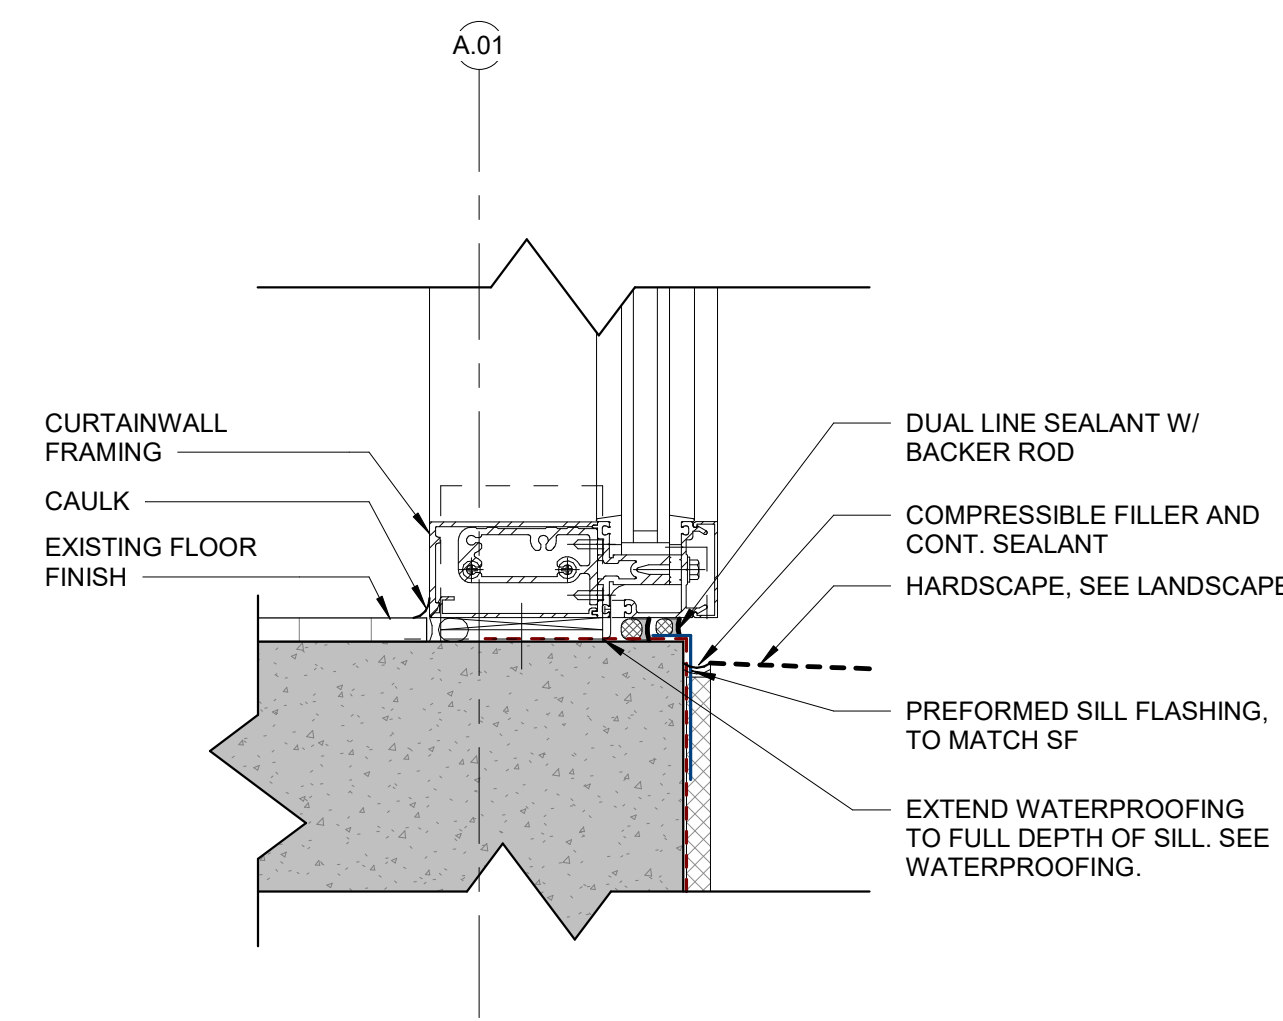 A.01
CURTAINWALL
FRAMING
CAULK
EXISTING FLOOR
FINISH
DUAL LINE SEALANT W/
BACKER ROD
COMPRESSIBLE FILLER AND
CONT. SEALANT
HARDSCAPE, SEE LANDSCAPE
PREFORMED SILL FLASHING,
TO MATCH SF
EXTEND WATERPROOFING
TO FULL DEPTH OF SILL. SEE
WATERPROOFING.